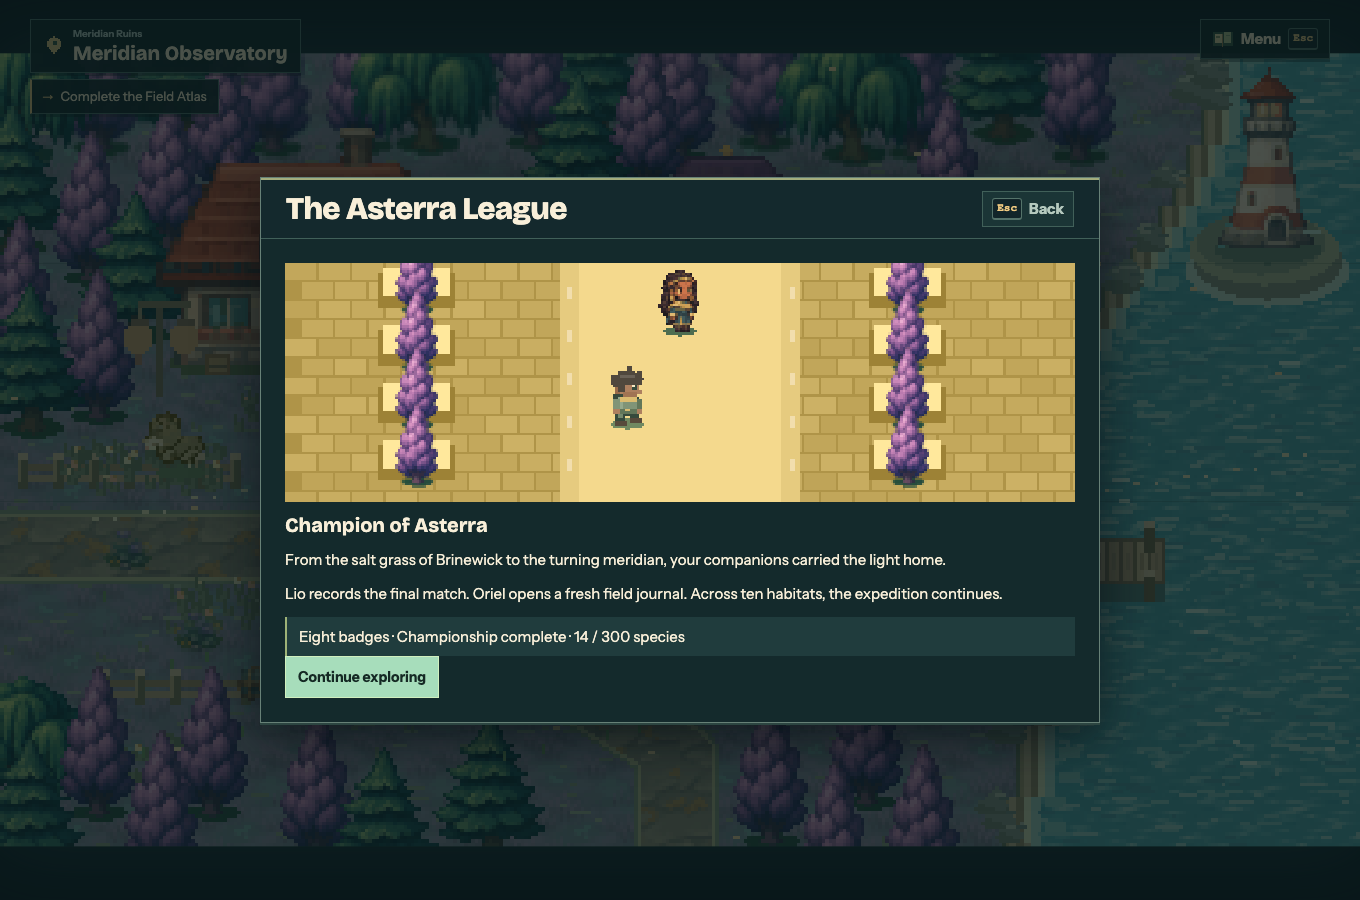 Meridian Ruins
Meridian Observatory
Menu Esc
→ Complete the Field Atlas
The Asterra League
Esc Back
Champion of Asterra
From the salt grass of Brinewick to the turning meridian, your companions carried the light home.
Lio records the final match. Oriel opens a fresh field journal. Across ten habitats, the expedition continues.
Eight badges · Championship complete · 14 / 300 species
Continue exploring